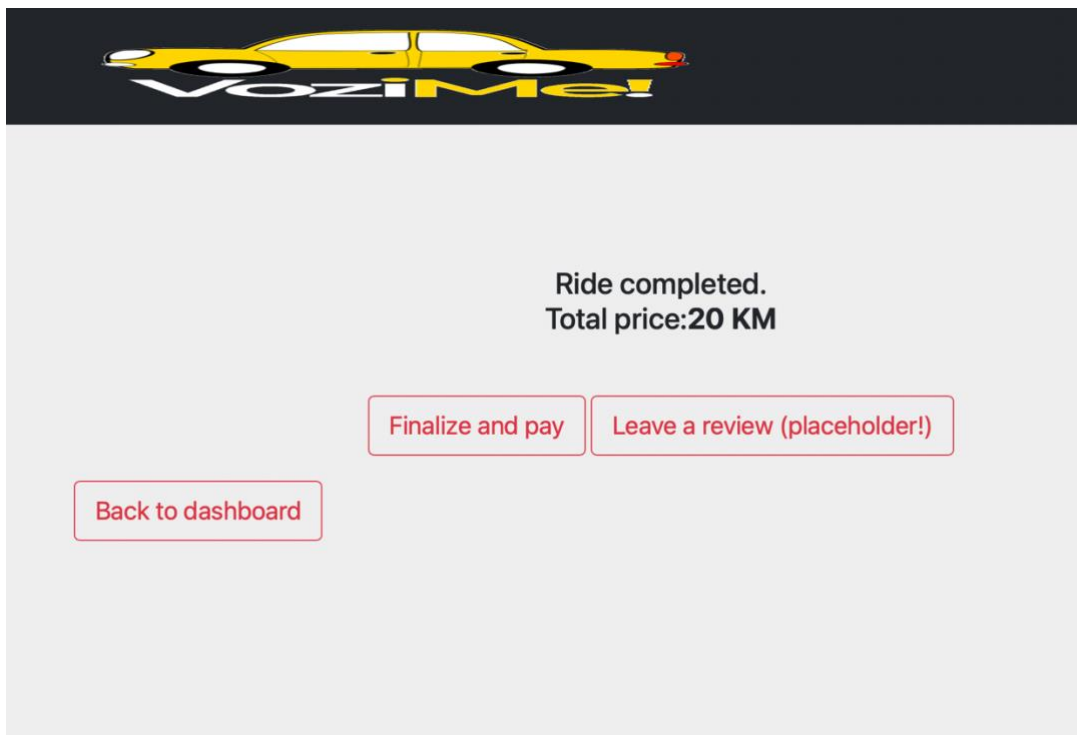 VoziMe!
Ride completed.
Total price:20 KM
Finalize and pay
Leave a review (placeholder!)
Back to dashboard